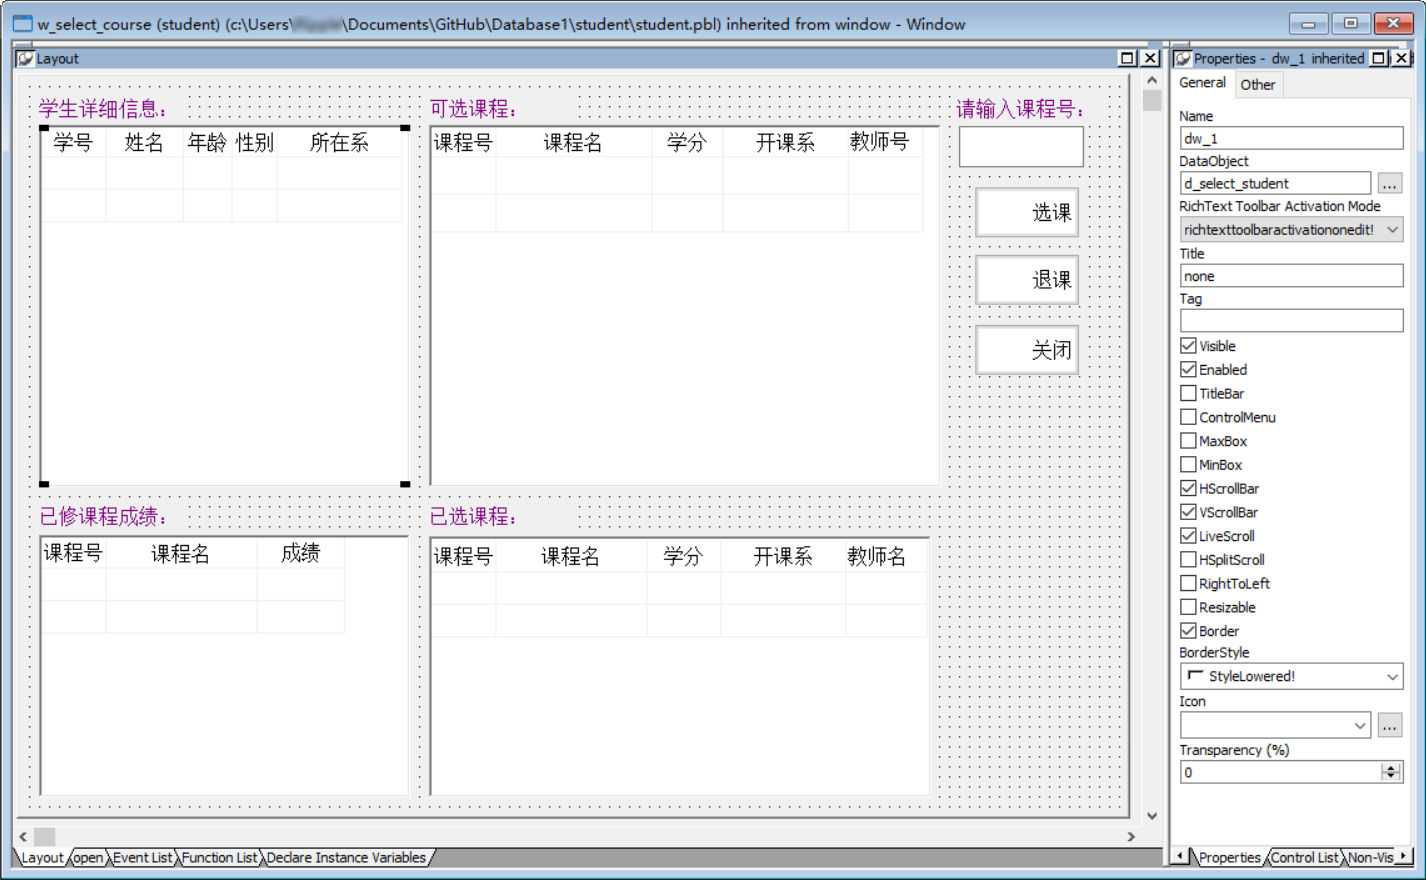 w_select_course (student) (c:\Users\ \Documents\GitHub\Database1\student\student.pbl) inherited from window - Window
Layout
学生详细信息：
学号 姓名 年龄 性别 所在系
可选课程：
课程号 课程名 学分 开课系 教师号
请输入课程号：
选课
退课
关闭
已修课程成绩：
课程号 课程名 成绩
已选课程：
课程号 课程名 学分 开课系 教师名
Layout open Event List Function List Declare Instance Variables
Properties - dw_1 inherited
General Other
Name
dw_1
DataObject
d_select_student ...
RichText Toolbar Activation Mode
richtexttoolbaractivationonedit!
Title
none
Tag
Visible
Enabled
TitleBar
ControlMenu
MaxBox
MinBox
HScrollBar
VScrollBar
LiveScroll
HSplitScroll
RightToLeft
Resizable
Border
BorderStyle
StyleLowered!
Icon
...
Transparency (%)
0
Properties Control List Non-Vis